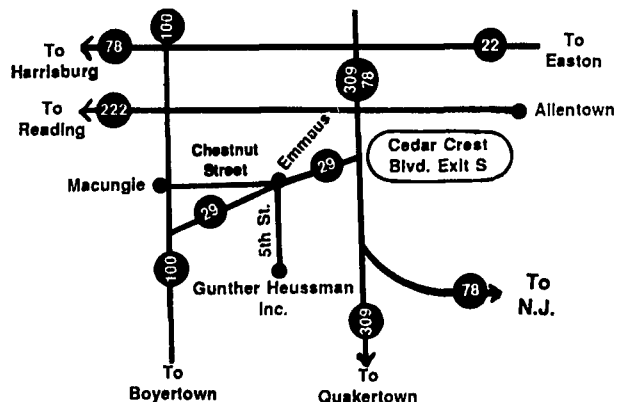 100
To
Harrisburg
78
22
To
Easton
309
78
To
Reading
222
Allentown
Emmaus
Cedar Crest
Blvd. Exit S
Chestnut
Street
29
Macungie
29
5th St.
100
Gunther Heussman
Inc.
78
To
N.J.
309
To
Boyertown
To
Quakertown